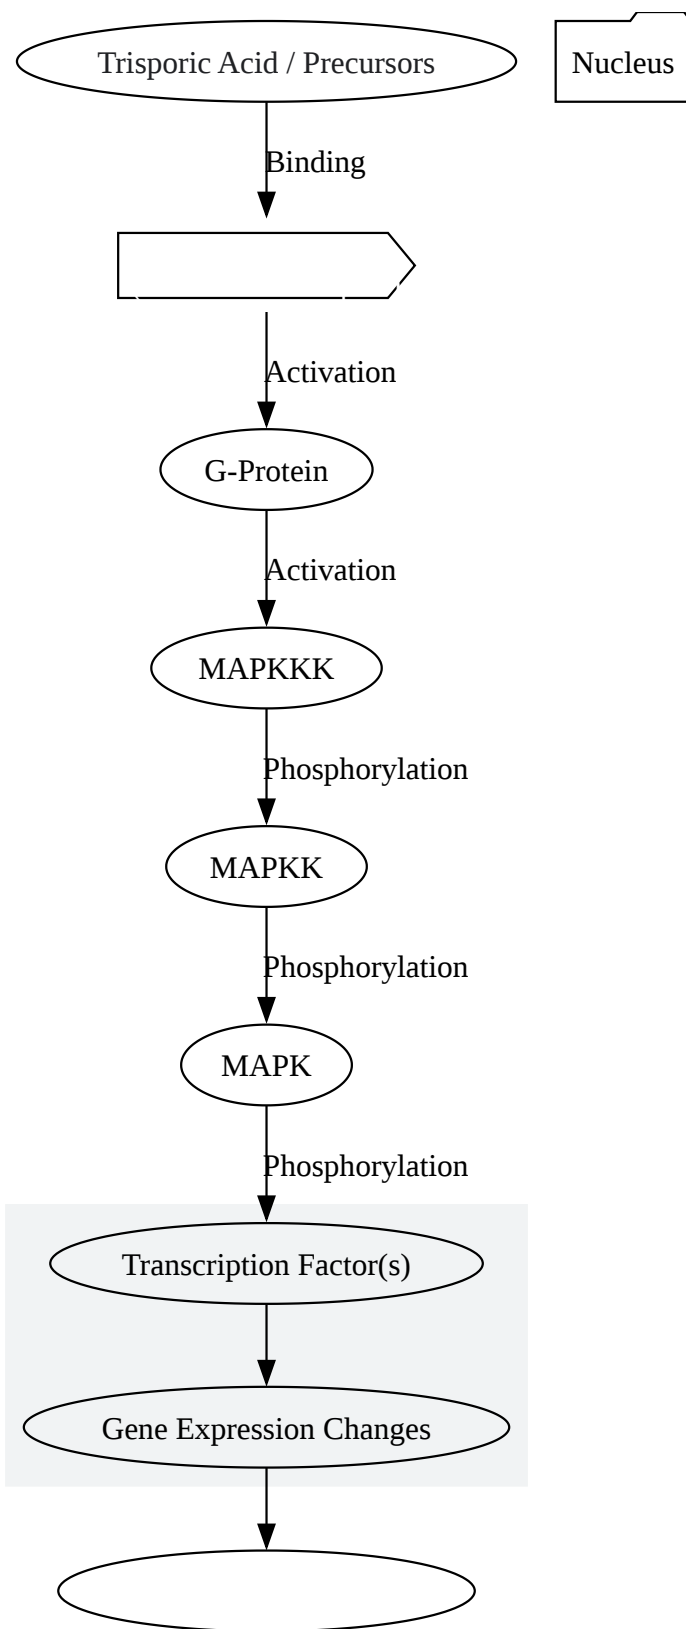 Trisporic Acid / Precursors
Nucleus
Binding
Activation
G-Protein
Activation
MAPKKK
Phosphorylation
MAPKK
Phosphorylation
MAPK
Phosphorylation
Transcription Factor(s)
Gene Expression Changes